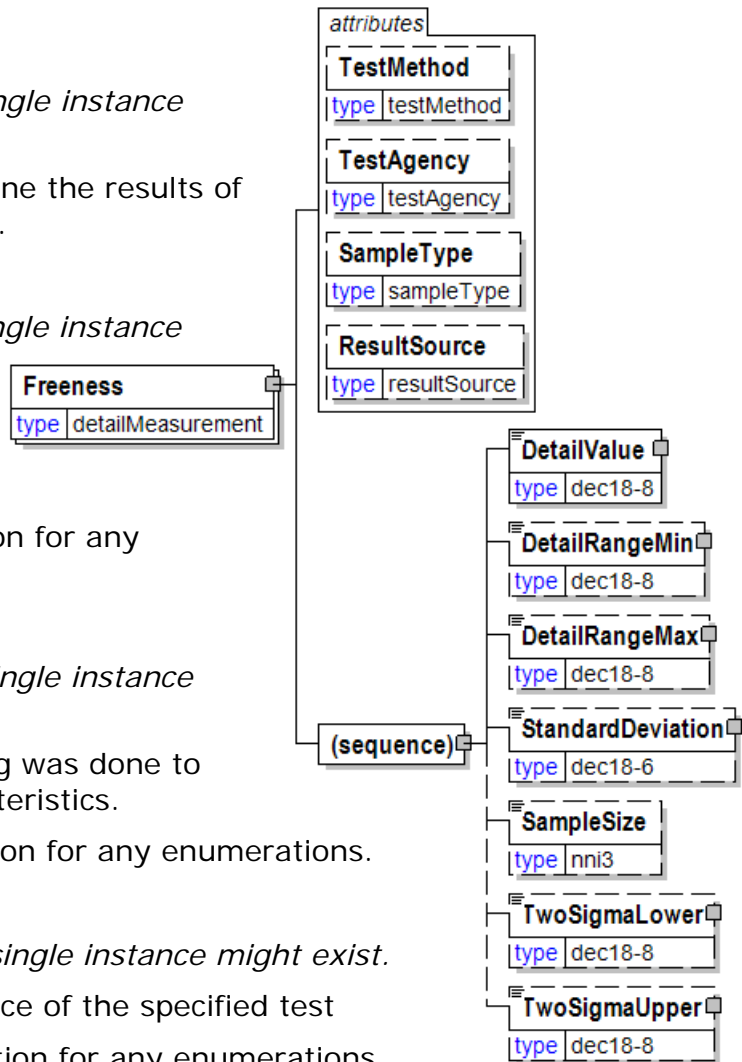 ngle instance
ne the results of
.
ngle instance
on for any
ingle instance
g was done to
teristics.
on for any enumerations.
single instance might exist.
ce of the specified test
tion for any enumerations
attributes
TestMethod
type testMethod
TestAgency
type testAgency
SampleType
type sampleType
ResultSource
type resultSource
Freeness
type detailMeasurement
(sequence)
DetailValue
type dec18-8
DetailRangeMin
type dec18-8
DetailRangeMax
type dec18-8
StandardDeviation
type dec18-6
SampleSize
type nni3
TwoSigmaLower
type dec18-8
TwoSigmaUpper
type dec18-8